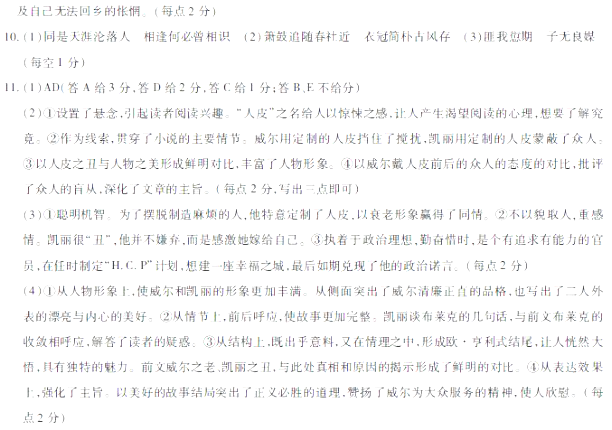 及自己无法回乡的怅惘。(每点2分)
10.(1)同是天涯沦落人 相逢何必曾相识 (2)箫鼓追随春社近 衣冠简朴古风存 (3)匪我愆期 子无良媒
(每空1分)
11.(1)AD(答A给3分,答D给2分,答C给1分;答B、E不给分)
(2)①设置了悬念,引起读者阅读兴趣。“人皮”之名给人以惊悚之感,让人产生渴望阅读的心理,想要了解究
竟。②作为线索,贯穿了小说的主要情节。威尔用定制的人皮挡住了搅扰,凯丽用定制的人皮蒙蔽了众人。
③以人皮之丑与人物之美形成鲜明对比,丰富了人物形象。④以威尔戴人皮前后的众人的态度的对比,批评
了众人的盲从,深化了文章的主旨。(每点2分,写出三点即可)
(3)①聪明机智。为了摆脱制造麻烦的人,他特意定制了人皮,以衰老形象赢得了同情。②不以貌取人,重感
情。凯丽很“丑”,他并不嫌弃,而是感激她嫁给自己。③执着于政治理想,勤奋惜时,是个有追求有能力的官
员,在任时制定“H.C.P”计划,想建一座幸福之城,最后如期兑现了他的政治诺言。(每点2分)
(4)①从人物形象上,使威尔和凯丽的形象更加丰满。从侧面突出了威尔清廉正直的品格,也写出了二人外
表的漂亮与内心的美好。②从情节上,前后呼应,使故事更加完整。凯丽谈布莱克的几句话,与前文布莱克的
收敛相呼应,解答了读者的疑惑。③从结构上,既出乎意料,又在情理之中,形成欧·亨利式结尾,让人恍然大
悟,具有独特的魅力。前文威尔之老、凯丽之丑,与此处真相和原因的揭示形成了鲜明的对比。④从表达效果
上,强化了主旨。以美好的故事结局突出了正义必胜的道理,赞扬了威尔为大众服务的精神,使人欣慰。(每
点2分)